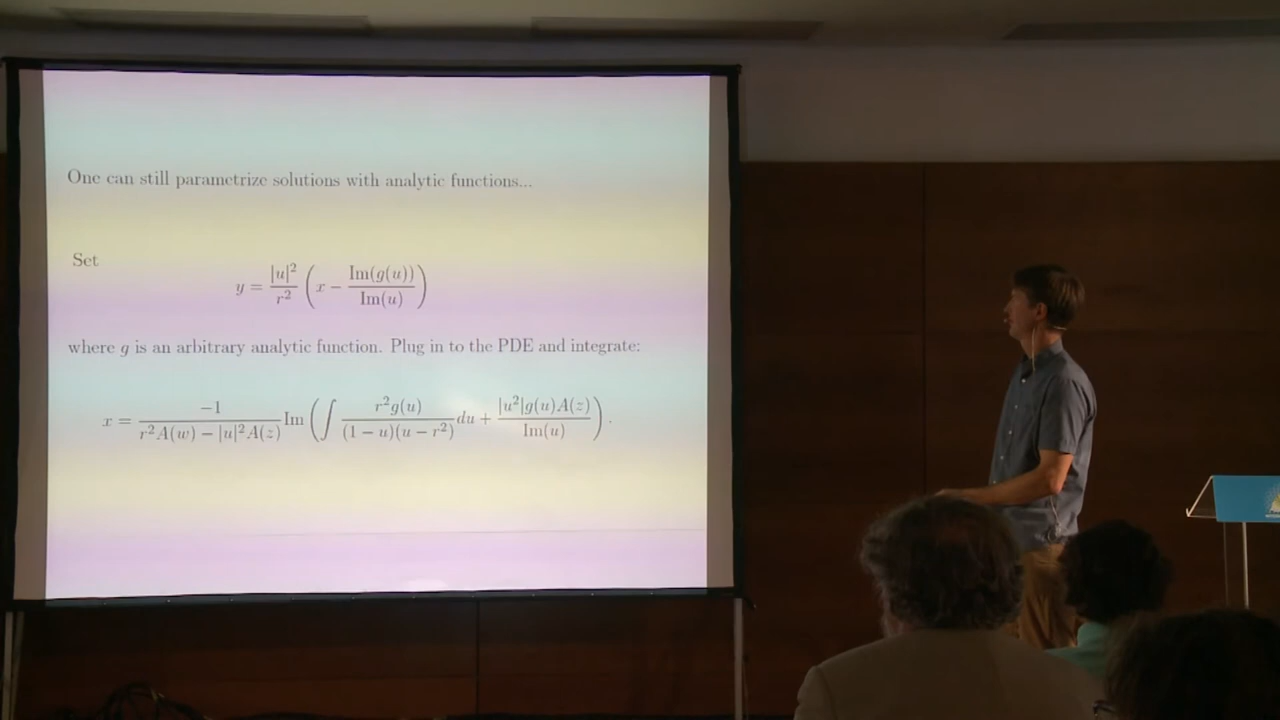 One can still parametrize solutions with analytic functions...
Set
y = \frac{|u|^2}{r^2} \left( x - \frac{\mathrm{Im}(g(u))}{\mathrm{Im}(u)} \right)
where g is an arbitrary analytic function. Plug in to the PDE and integrate:
x = \frac{-1}{r^2 A(w) - |u|^2 A(z)} \mathrm{Im} \left( \int \frac{r^2 g(u)}{(1-u)(u-r^2)} du + \frac{|u^2| g(u) A(z)}{\mathrm{Im}(u)} \right).